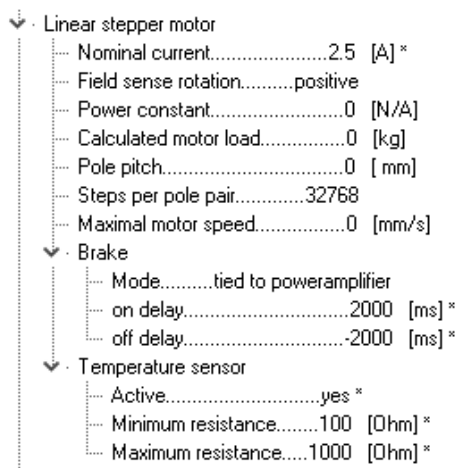 Linear stepper motor
Nominal current......................2.5 [A] *
Field sense rotation..........positive
Power constant.......................0 [N/A]
Calculated motor load...............0 [kg]
Pole pitch..............................0 [ mm]
Steps per pole pair.............32768
Maximal motor speed................0 [mm/s]
Brake
Mode..........tied to poweramplifier
on delay..............................2000 [ms] *
off delay.............................-2000 [ms] *
Temperature sensor
Active.............................yes *
Minimum resistance........100 [Ohm] *
Maximum resistance.....1000 [Ohm] *